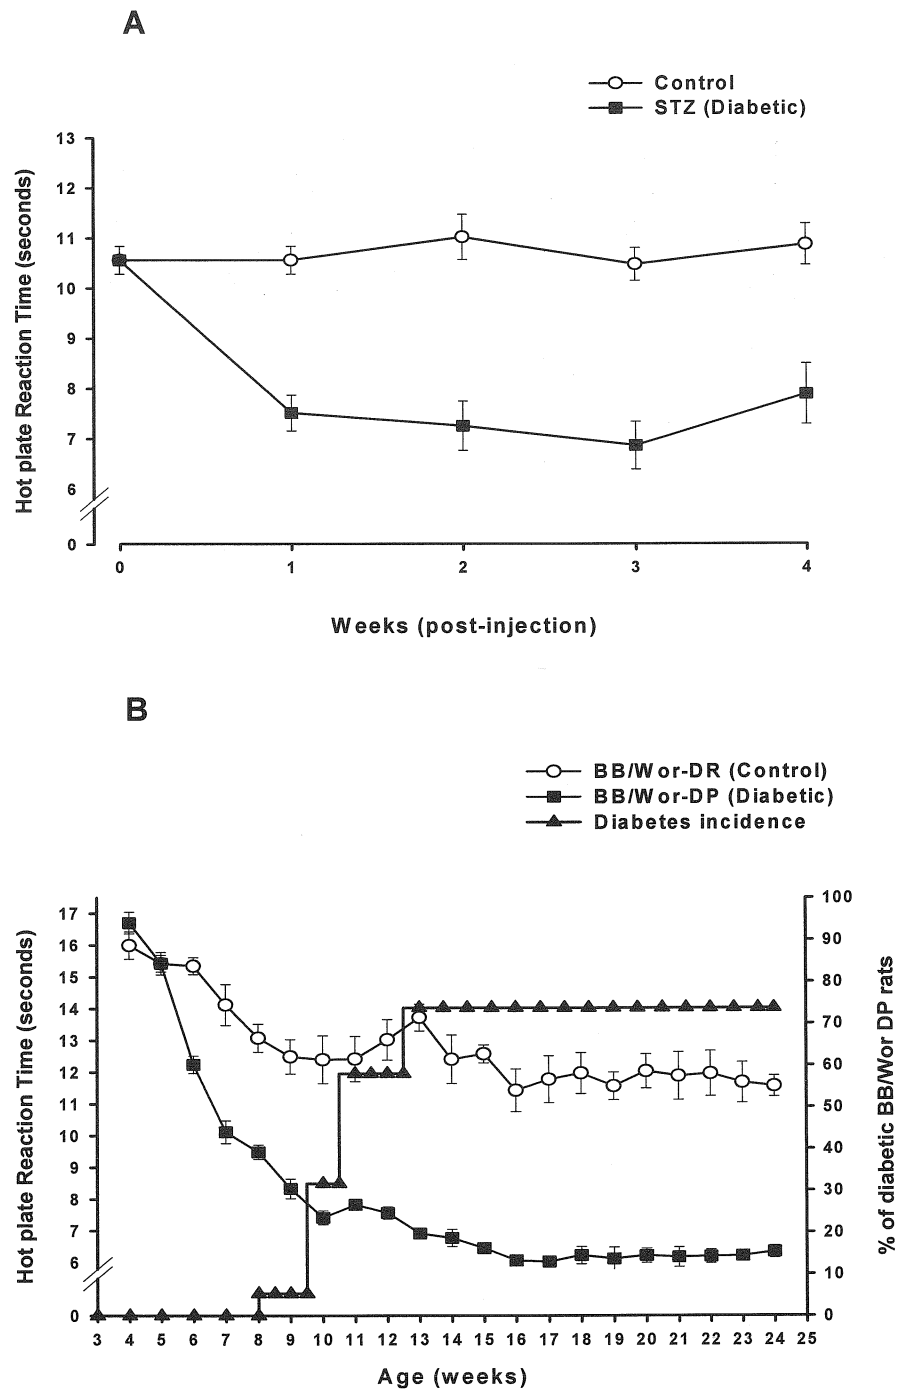 A
Control
STZ (Diabetic)
Hot plate Reaction Time (seconds)
13
12
11
10
9
8
7
6
0
0 1 2 3 4
Weeks (post-injection)
B
BB/Wor-DR (Control)
BB/Wor-DP (Diabetic)
Diabetes incidence
Hot plate Reaction Time (seconds)
17
16
15
14
13
12
11
10
9
8
7
6
0
100
90
80
70
60
50
40
30
20
10
0
% of diabetic BB/Wor DP rats
3 4 5 6 7 8 9 10 11 12 13 14 15 16 17 18 19 20 21 22 23 24 25
Age (weeks)